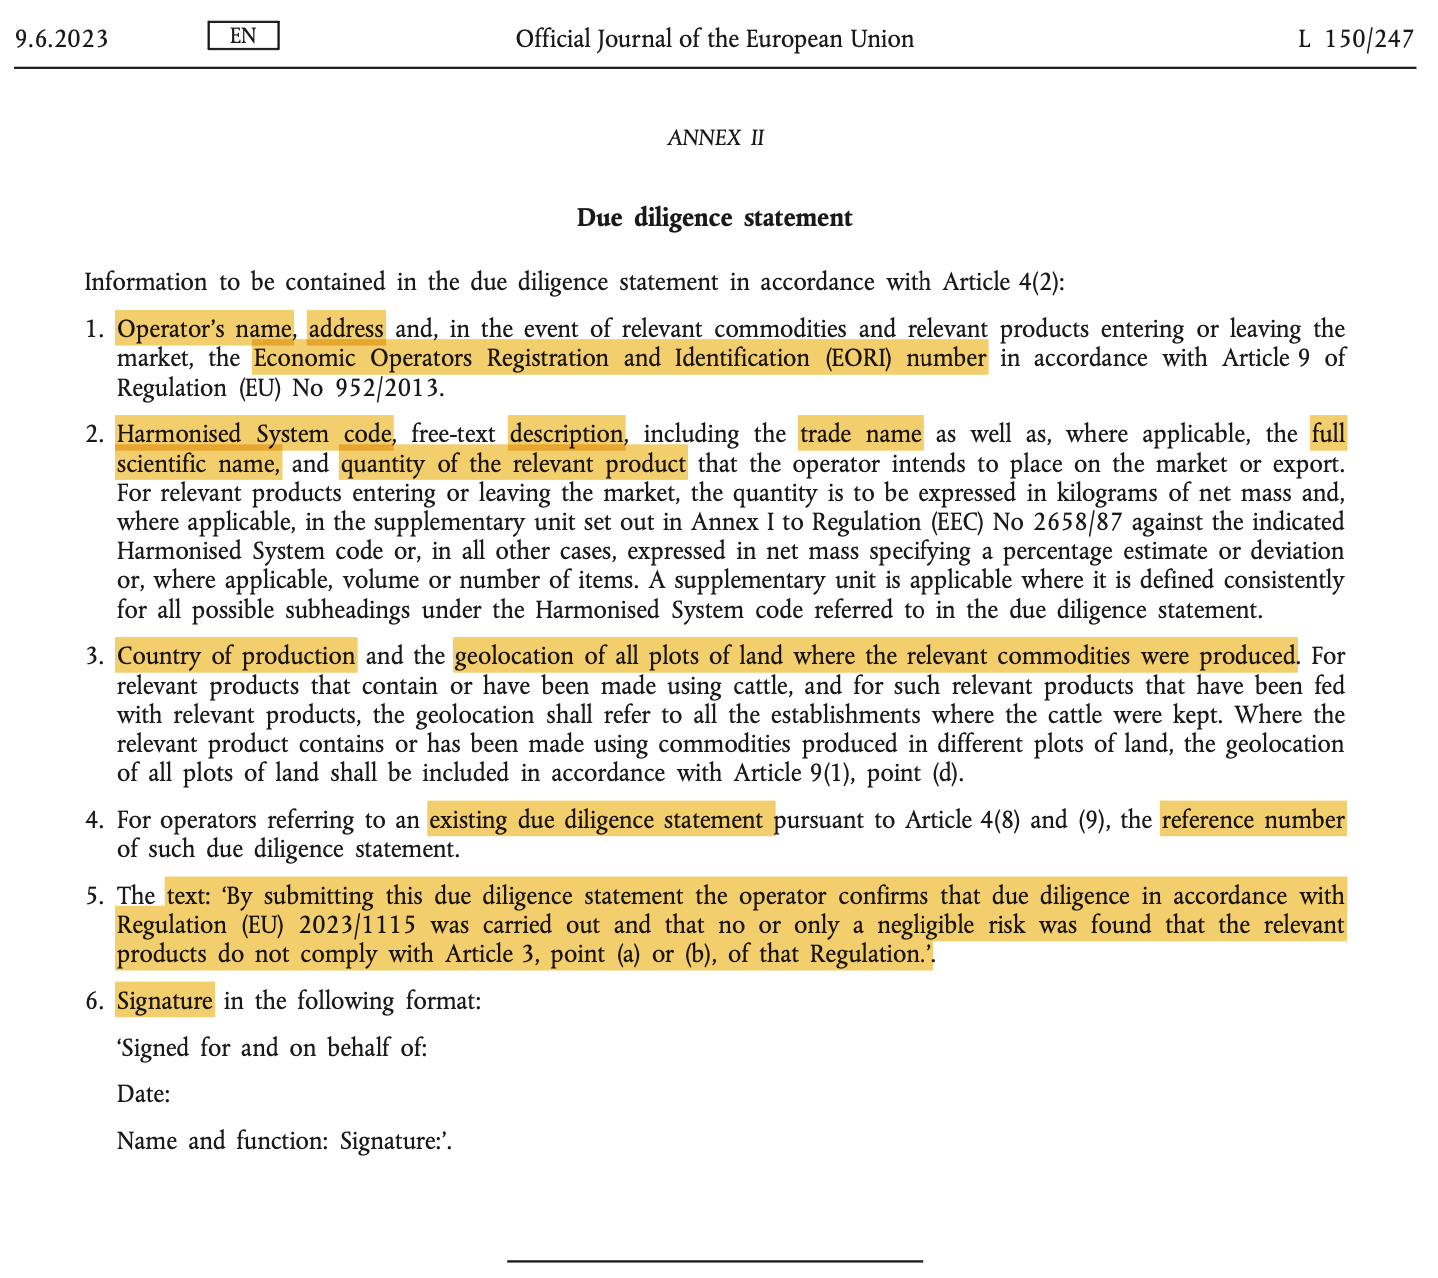 9.6.2023 EN Official Journal of the European Union L 150/247
ANNEX II
Due diligence statement
Information to be contained in the due diligence statement in accordance with Article 4(2):
1. Operator’s name, address and, in the event of relevant commodities and relevant products entering or leaving the
market, the Economic Operators Registration and Identification (EORI) number in accordance with Article 9 of
Regulation (EU) No 952/2013.
2. Harmonised System code, free-text description, including the trade name as well as, where applicable, the full
scientific name, and quantity of the relevant product that the operator intends to place on the market or export.
For relevant products entering or leaving the market, the quantity is to be expressed in kilograms of net mass and,
where applicable, in the supplementary unit set out in Annex I to Regulation (EEC) No 2658/87 against the indicated
Harmonised System code or, in all other cases, expressed in net mass specifying a percentage estimate or deviation
or, where applicable, volume or number of items. A supplementary unit is applicable where it is defined consistently
for all possible subheadings under the Harmonised System code referred to in the due diligence statement.
3. Country of production and the geolocation of all plots of land where the relevant commodities were produced. For
relevant products that contain or have been made using cattle, and for such relevant products that have been fed
with relevant products, the geolocation shall refer to all the establishments where the cattle were kept. Where the
relevant product contains or has been made using commodities produced in different plots of land, the geolocation
of all plots of land shall be included in accordance with Article 9(1), point (d).
4. For operators referring to an existing due diligence statement pursuant to Article 4(8) and (9), the reference number
of such due diligence statement.
5. The text: ‘By submitting this due diligence statement the operator confirms that due diligence in accordance with
Regulation (EU) 2023/1115 was carried out and that no or only a negligible risk was found that the relevant
products do not comply with Article 3, point (a) or (b), of that Regulation.’.
6. Signature in the following format:
‘Signed for and on behalf of:
Date:
Name and function: Signature:’.